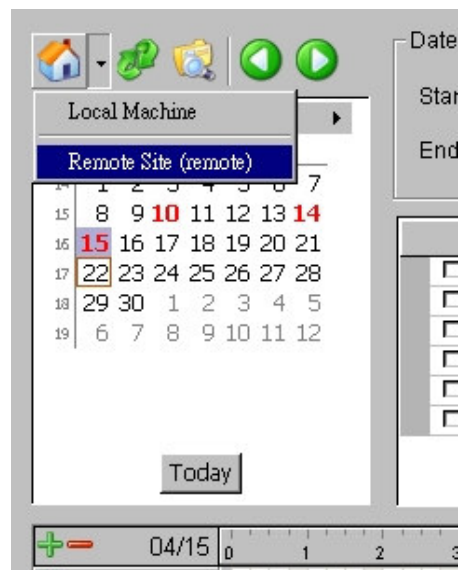 Date
Star
Local Machine
End
Remote Site (remote)
14 1 2 3 4 5 6 7
15 8 9 10 11 12 13 14
16 15 16 17 18 19 20 21
17 22 23 24 25 26 27 28
18 29 30 1 2 3 4 5
19 6 7 8 9 10 11 12
Today
04/15 0 1 2 3